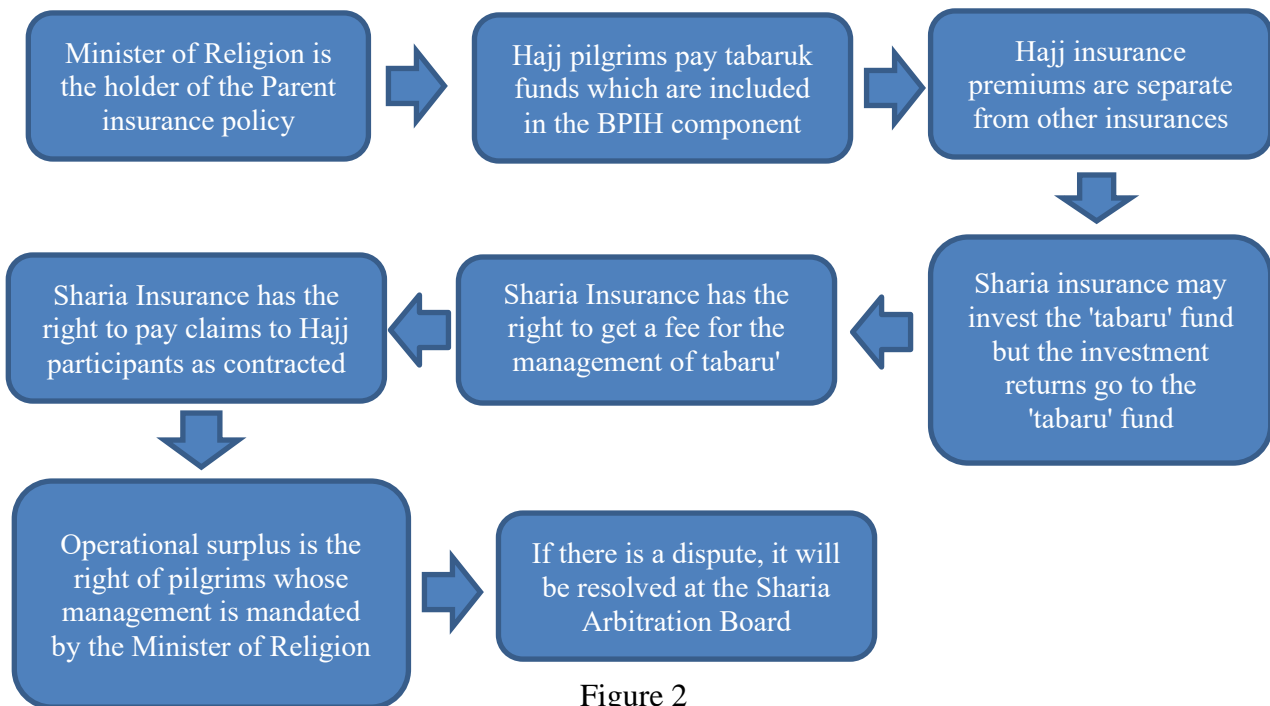 Minister of Religion is
the holder of the Parent
insurance policy
Hajj pilgrims pay tabaruk
funds which are included
in the BPIH component
Hajj insurance
premiums are separate
from other insurances
Sharia insurance may
invest the 'tabaru' fund
but the investment
returns go to the
'tabaru' fund
Sharia Insurance has the
right to get a fee for the
management of tabaru'
Sharia Insurance has the
right to pay claims to Hajj
participants as contracted
Operational surplus is the
right of pilgrims whose
management is mandated
by the Minister of Religion
If there is a dispute, it will
be resolved at the Sharia
Arbitration Board
Figure 2